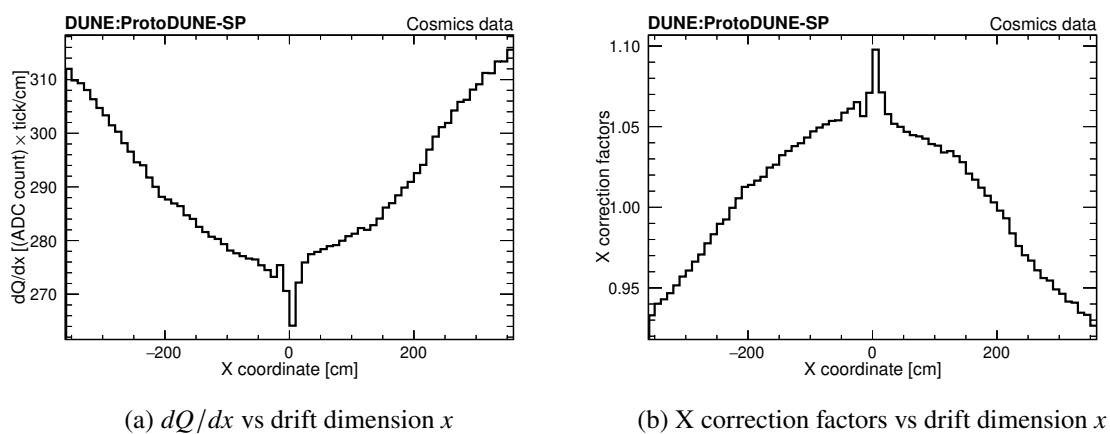 DUNE:ProtoDUNE-SP Cosmics data
310
300
290
280
270
dQ/dx [(ADC count) × tick/cm]
−200 0 200
X coordinate [cm]
(a) dQ/dx vs drift dimension x
DUNE:ProtoDUNE-SP Cosmics data
1.10
1.05
1.00
0.95
X correction factors
−200 0 200
X coordinate [cm]
(b) X correction factors vs drift dimension x